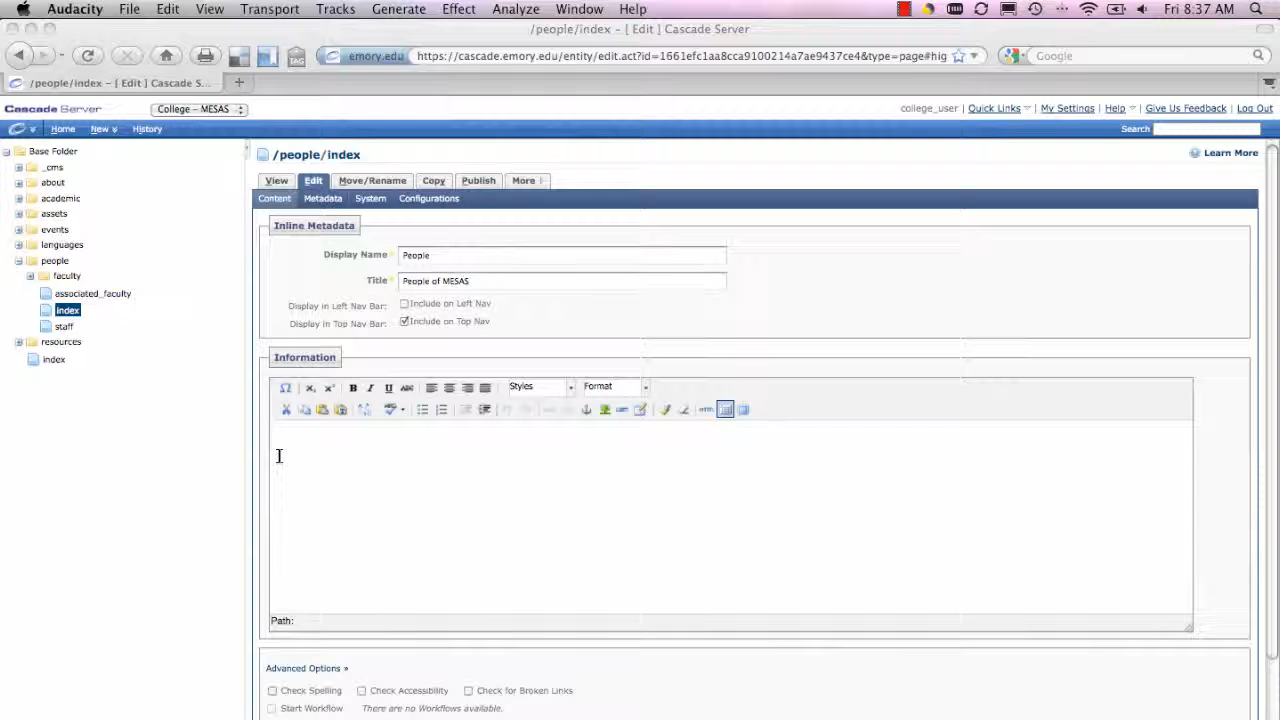 Audacity File Edit View Transport Tracks Generate Effect Analyze Window Help Fri 8:37 AM
/people/index – [ Edit ] Cascade Server
emory.edu https://cascade.emory.edu/entity/edit.act?id=1661efc1aa8cca9100214a7ae9437ce4&type=page#hig Google
/people/index – [ Edit ] Cascade S...
Cascade Server College – MESAS college_user | Quick Links | My Settings | Help | Give Us Feedback | Log Out
Home New History Search
Base Folder
_cms
about
academic
assets
events
languages
people
faculty
associated_faculty
index
staff
resources
index
/people/index Learn More
View Edit Move/Rename Copy Publish More
Content Metadata System Configurations
Inline Metadata
Display Name * People
Title * People of MESAS
Display in Left Nav Bar: Include on Left Nav
Display in Top Nav Bar: Include on Top Nav
Information
B I U ABC Styles Format
HTML
Path:
Advanced Options »
Check Spelling Check Accessibility Check for Broken Links
Start Workflow There are no Workflows available.